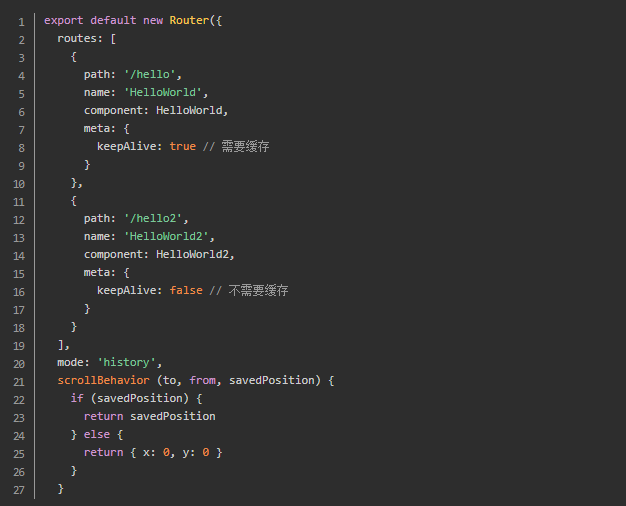 1 export default new Router({
2   routes: [
3     {
4       path: '/hello',
5       name: 'HelloWorld',
6       component: HelloWorld,
7       meta: {
8         keepAlive: true // 需要缓存
9       }
10     },
11     {
12       path: '/hello2',
13       name: 'HelloWorld2',
14       component: HelloWorld2,
15       meta: {
16         keepAlive: false // 不需要缓存
17       }
18     }
19   ],
20   mode: 'history',
21   scrollBehavior (to, from, savedPosition) {
22     if (savedPosition) {
23       return savedPosition
24     } else {
25       return { x: 0, y: 0 }
26     }
27   }